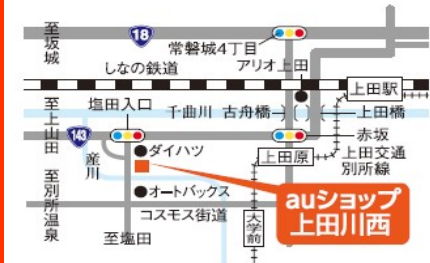 至坂城
18
常磐城4丁目
しなの鉄道
アリオ上田
上田駅
至上山田
塩田入口
千曲川
古舟橋
上田橋
143
産川
ダイハツ
赤坂
上田原
上田交通
別所線
至別所温泉
オートバックス
auショップ
上田川西
コスモス街道
大学前
至塩田